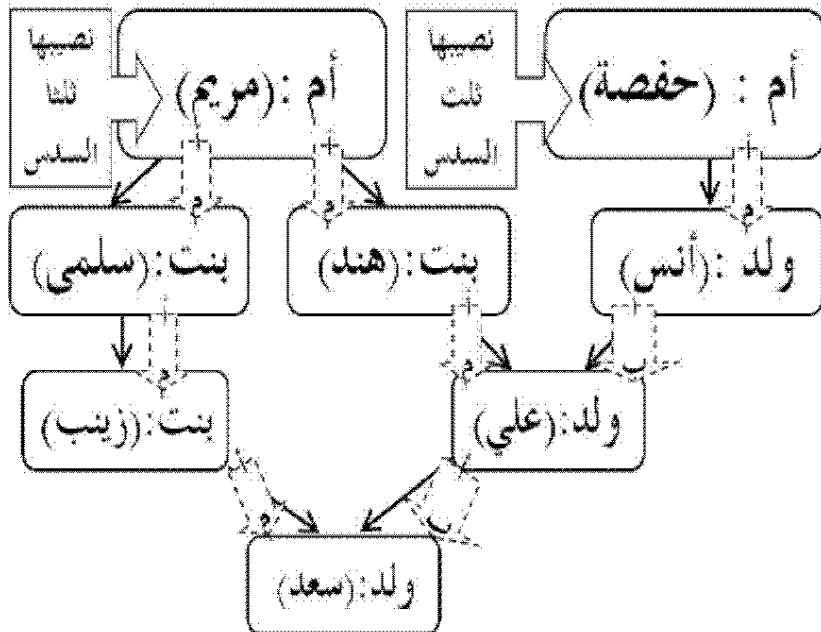 أم : (حفصة)
نصيبها
ثلث
السدس
أم :(مريم)
نصيبها
ثلثا
السدس
م
م
م
ولد :(أنس)
بنت:(هند)
بنت:(سلمى)
ب
م
م
ولد:(علي)
بنت:(زينب)
ب
م
ولد:(سعد)